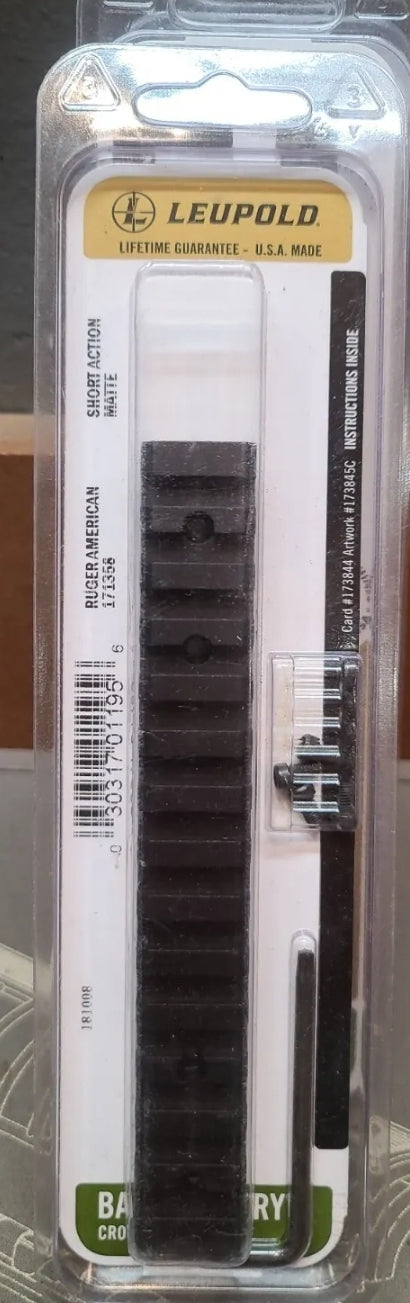 3
3
V
LEUPOLD
LIFETIME GUARANTEE - U.S.A. MADE
SHORT ACTION
MATTE
RUGER AMERICAN
171358
0 30317 01195 6
181008
Card #173844 Artwork #173845C INSTRUCTIONS INSIDE